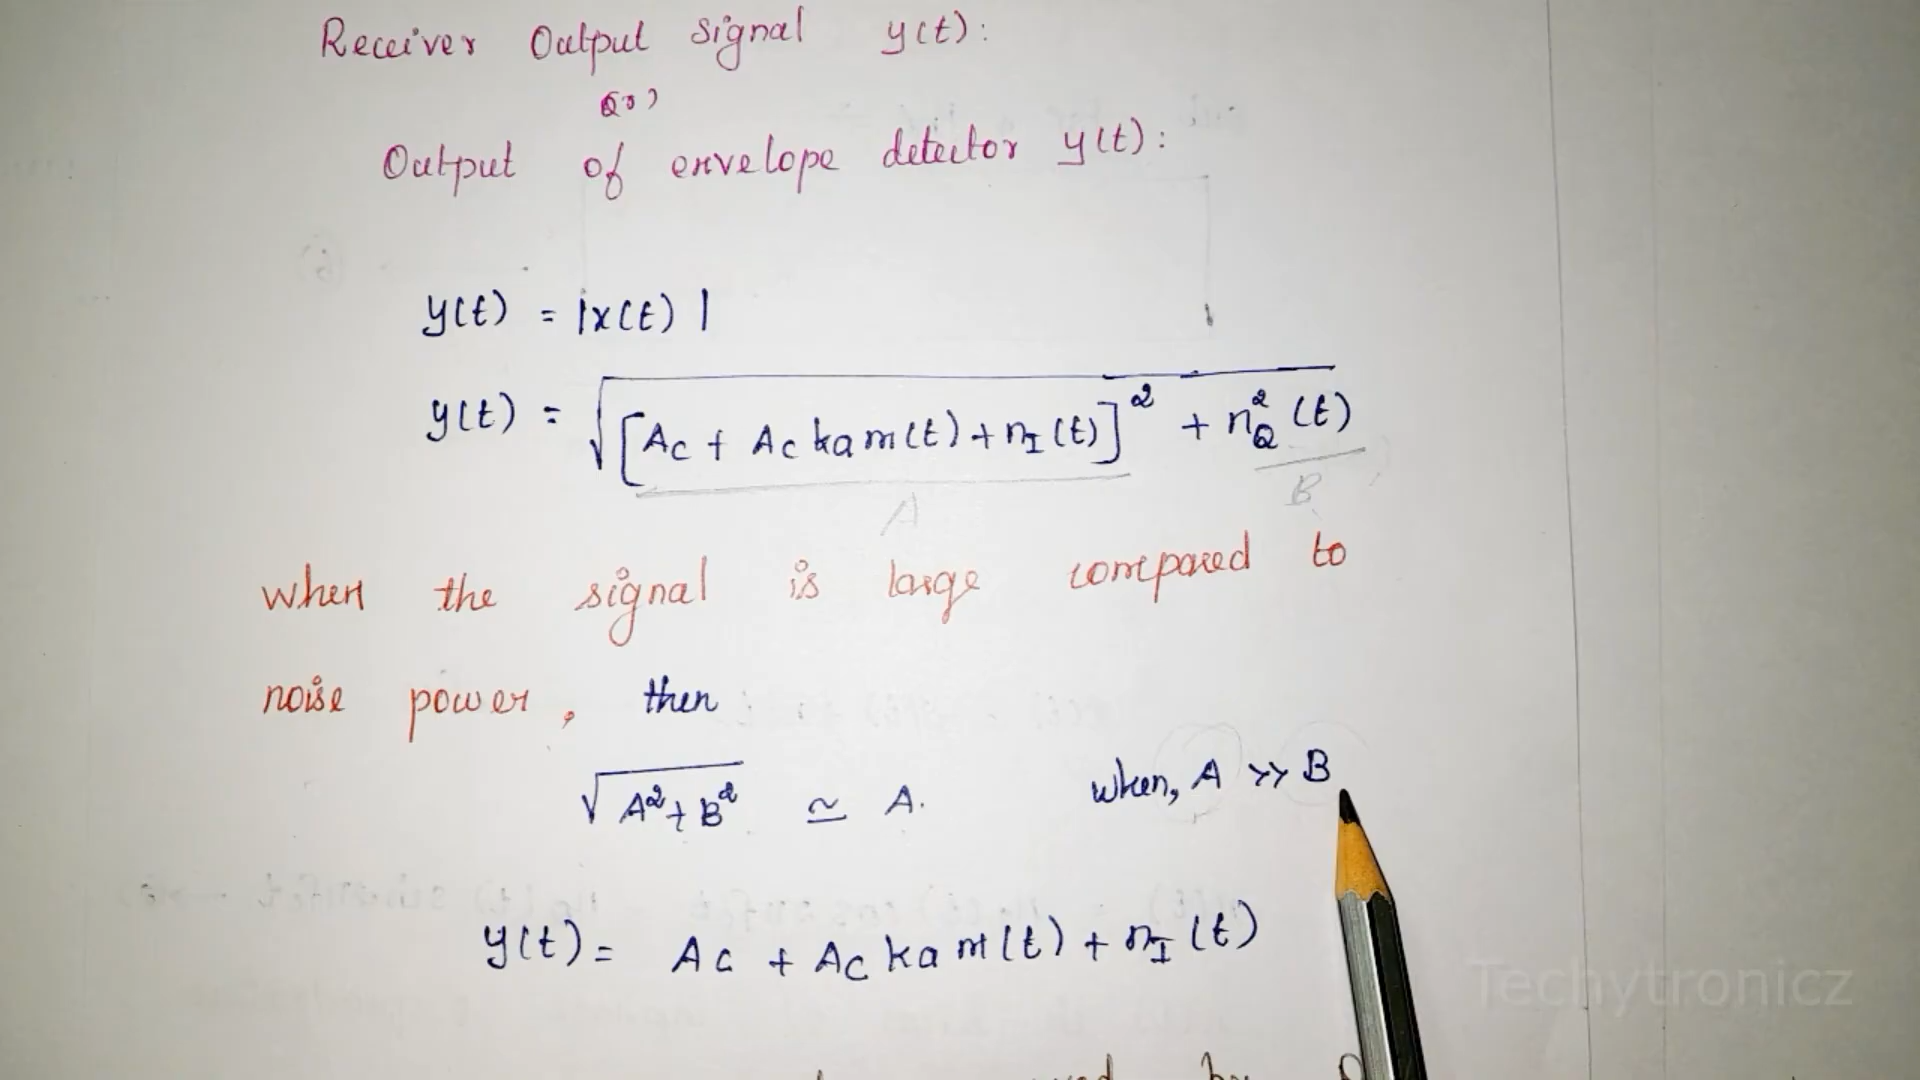 Receiver Output signal y(t):
(or)
Output of envelope detector y(t):
y(t) = |x(t)|
y(t) = √[Ac + Ac ka m(t) + nI(t)]² + nQ²(t)
A
B
when the signal is large compared to
noise power, then
√A²+B² ≃ A. when, A >> B
y(t) = Ac + Ac ka m(t) + nI(t)
Techytronicz